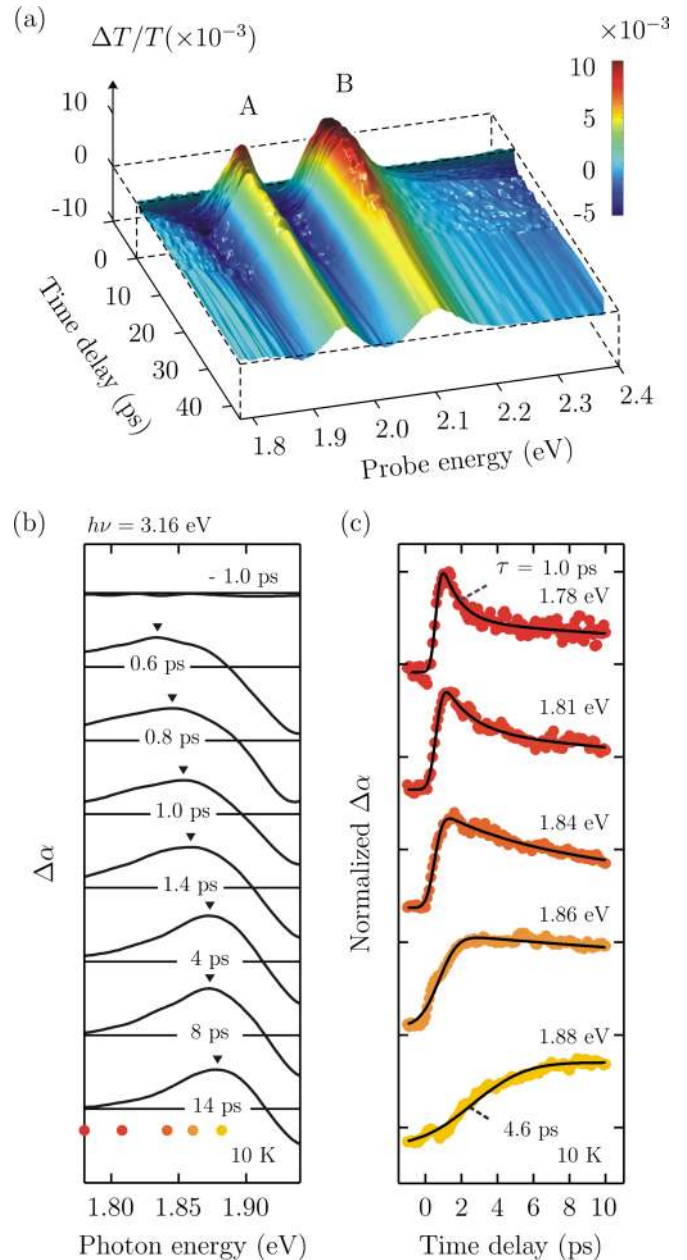 (a)
ΔT/T(×10⁻³)
×10⁻³
10
0
-10
A
B
10
5
0
-5
0
10
20
30
40
Time delay (ps)
1.8
1.9
2.0
2.1
2.2
2.3
2.4
Probe energy (eV)
(b)
hν = 3.16 eV
- 1.0 ps
0.6 ps
0.8 ps
1.0 ps
1.4 ps
4 ps
8 ps
14 ps
10 K
Δα
1.80
1.85
1.90
Photon energy (eV)
(c)
τ = 1.0 ps
1.78 eV
1.81 eV
1.84 eV
1.86 eV
1.88 eV
4.6 ps
10 K
Normalized Δα
0 2 4 6 8 10
Time delay (ps)